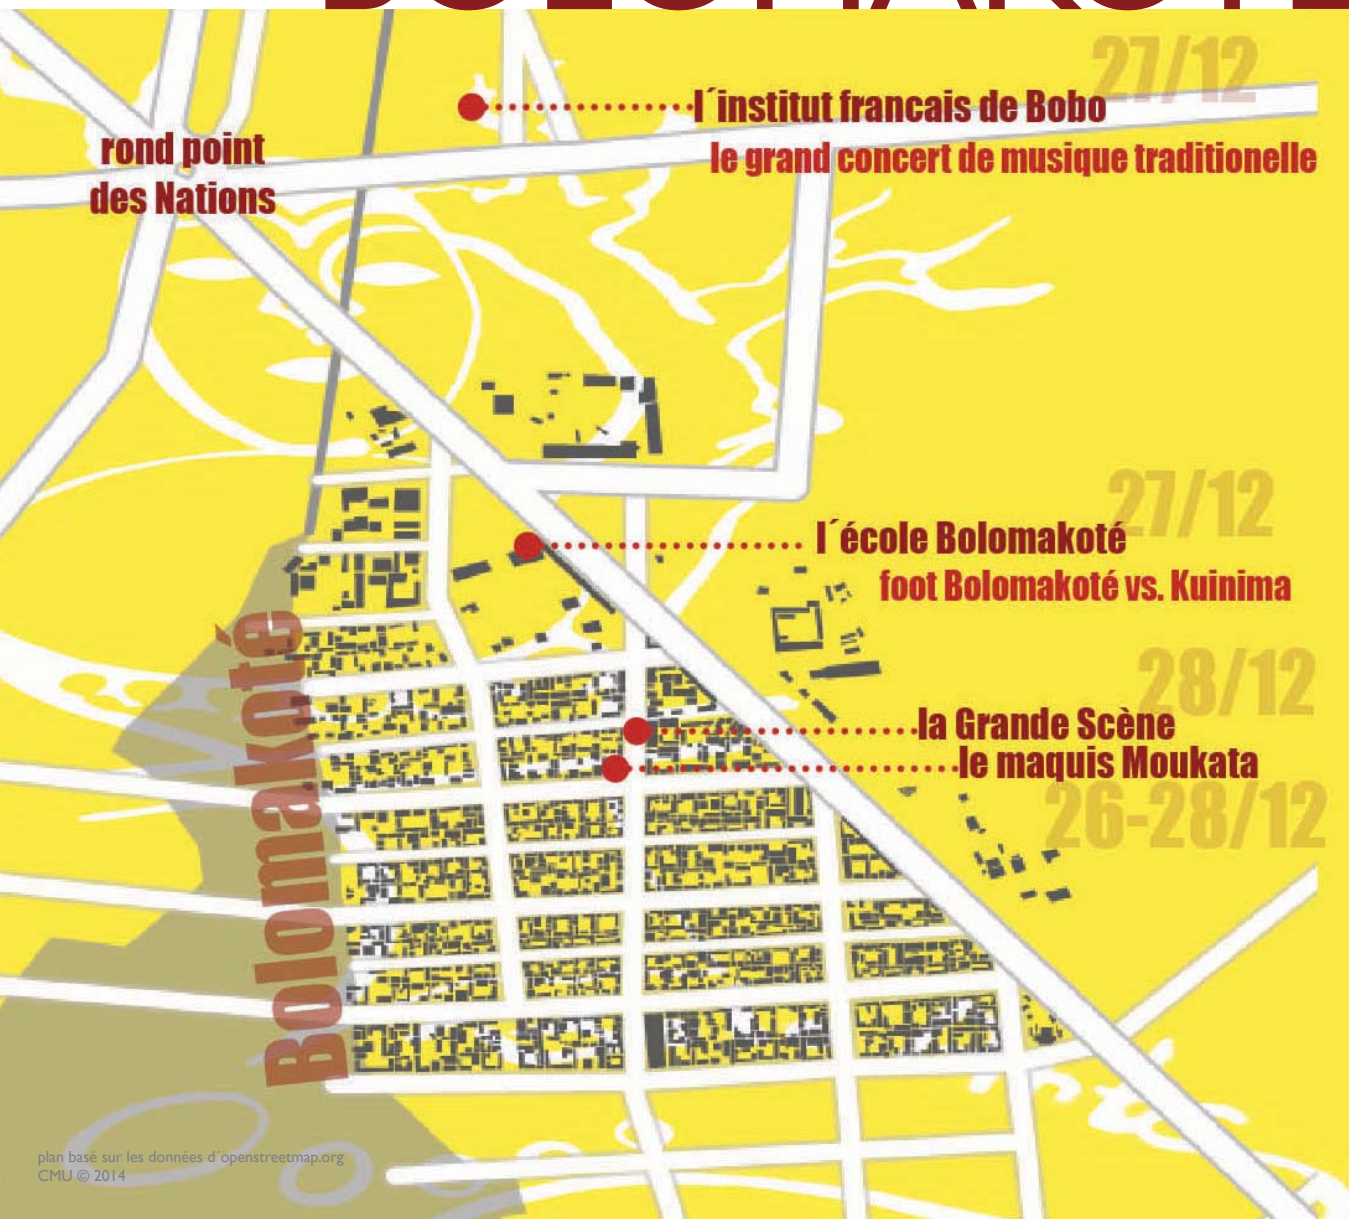 27/12
l´institut francais de Bobo
le grand concert de musique traditionelle
rond point
des Nations
27/12
l´école Bolomakoté
foot Bolomakoté vs. Kuinima
28/12
la Grande Scène
le maquis Moukata
26-28/12
Bolomakoté
plan basé sur les données d´openstreetmap.org
CMU © 2014